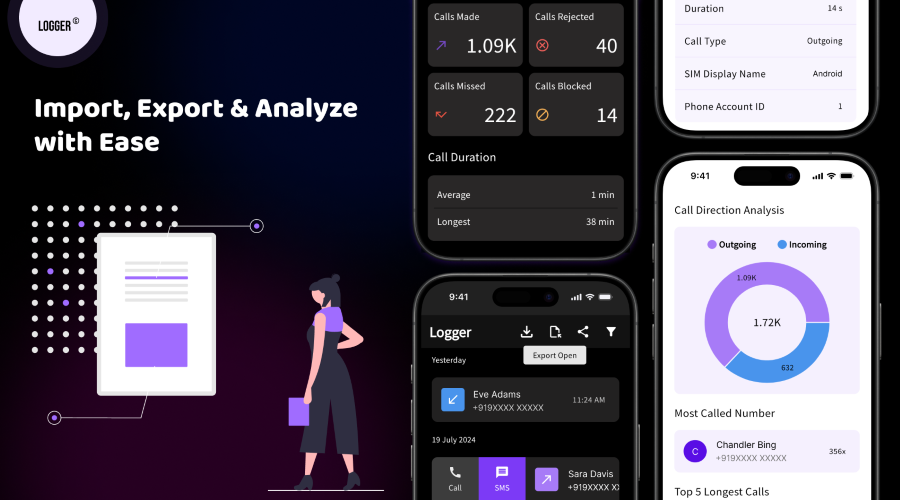 LOGGER ©
Import, Export & Analyze
with Ease
Calls Made
1.09K
Calls Rejected
40
Calls Missed
222
Calls Blocked
14
Call Duration
Average 1 min
Longest 38 min
9:41
Logger
Export Open
Yesterday
Eve Adams
+919XXXX XXXXX
11:24 AM
19 July 2024
Call
SMS
Sara Davis
+919XXXX
Duration 14 s
Call Type Outgoing
SIM Display Name Android
Phone Account ID 1
9:41
Call Direction Analysis
Outgoing Incoming
1.09K
1.72K
632
Most Called Number
C
Chandler Bing
+919XXXX XXXXX
356x
Top 5 Longest Calls